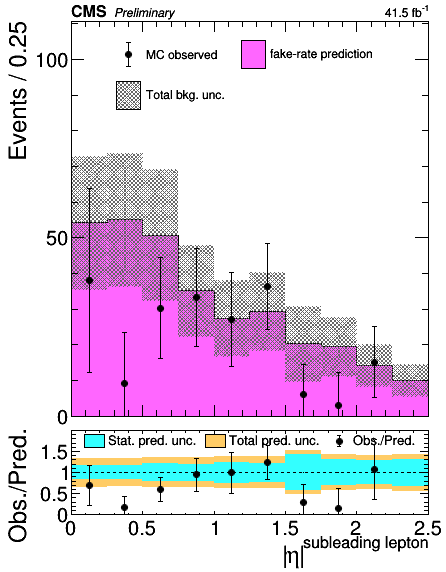 CMS Preliminary 41.5 fb⁻¹
Events / 0.25
MC observed fake-rate prediction
Total bkg. unc.
100
50
0
Stat. pred. unc. Total pred. unc. Obs./Pred.
Obs./Pred.
1.5
1
0.5
0
0 0.5 1 1.5 2 2.5
|η|^subleading lepton